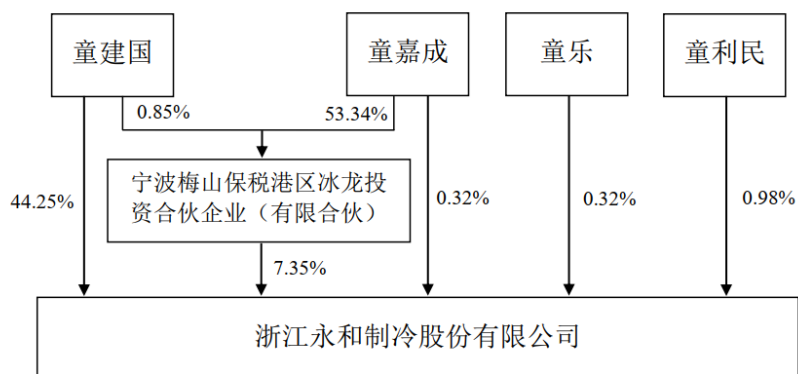 童建国
童嘉成
童乐
童利民
0.85%
53.34%
宁波梅山保税港区冰龙投
资合伙企业（有限合伙）
44.25%
0.32%
0.32%
0.98%
7.35%
浙江永和制冷股份有限公司